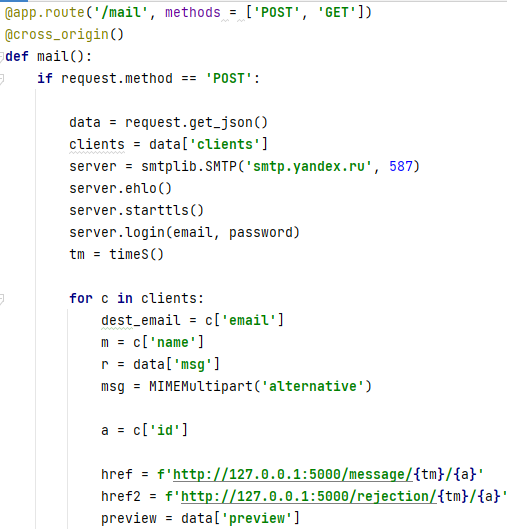 @app.route('/mail', methods = ['POST', 'GET'])
@cross_origin()
def mail():
    if request.method == 'POST':
        data = request.get_json()
        clients = data['clients']
        server = smtplib.SMTP('smtp.yandex.ru', 587)
        server.ehlo()
        server.starttls()
        server.login(email, password)
        tm = timeS()
        for c in clients:
            dest_email = c['email']
            m = c['name']
            r = data['msg']
            msg = MIMEMultipart('alternative')
            a = c['id']
            href = f'http://127.0.0.1:5000/message/{tm}/{a}'
            href2 = f'http://127.0.0.1:5000/rejection/{tm}/{a}'
            preview = data['preview']